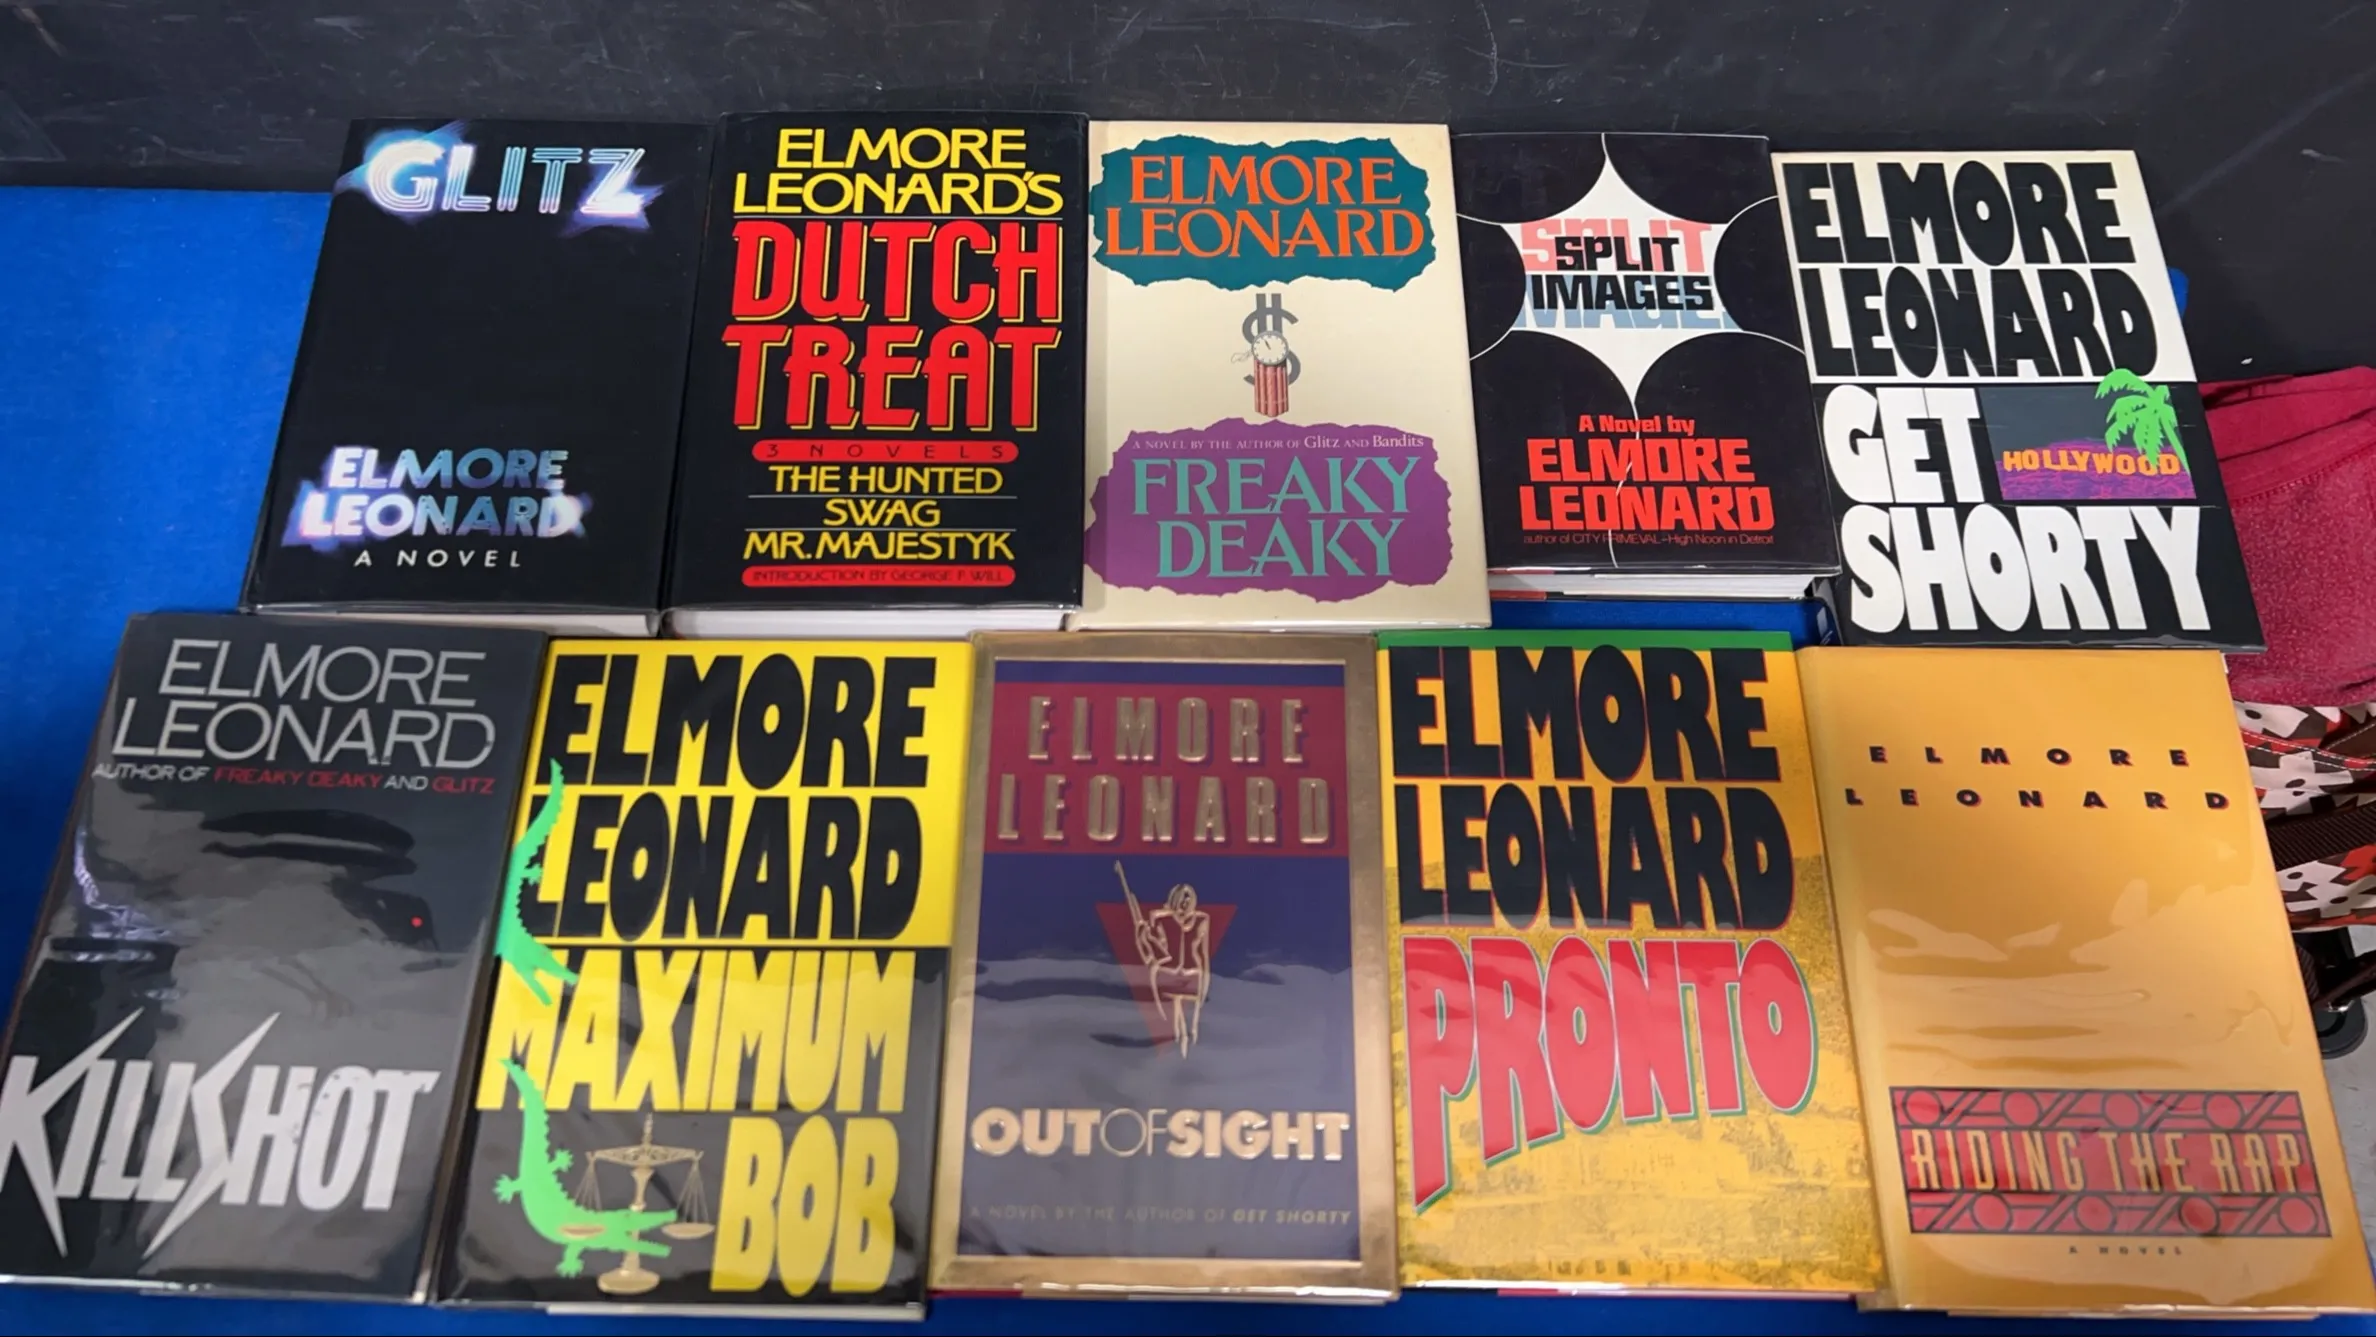 GLITZ
ELMORE
LEONARD
A NOVEL
ELMORE
LEONARD'S
DUTCH
TREAT
3 NOVELS
THE HUNTED
SWAG
MR. MAJESTYK
INTRODUCTION BY GEORGE F. WILL
ELMORE
LEONARD
A NOVEL BY THE AUTHOR OF Glitz AND Bandits
FREAKY
DEAKY
SPLIT
IMAGES
A Novel by
ELMORE
LEONARD
author of CITY PRIMEVAL-High Noon in Detroit
ELMORE
LEONARD
GET
HOLLYWOOD
SHORTY
ELMORE
LEONARD
AUTHOR OF FREAKY DEAKY AND GLITZ
KILLSHOT
ELMORE
LEONARD
MAXIMUM
BOB
ELMORE
LEONARD
OUTOFSIGHT
A NOVEL BY THE AUTHOR OF GET SHORTY
ELMORE
LEONARD
PRONTO
ELMORE
LEONARD
RIDING THE RAP
A NOVEL